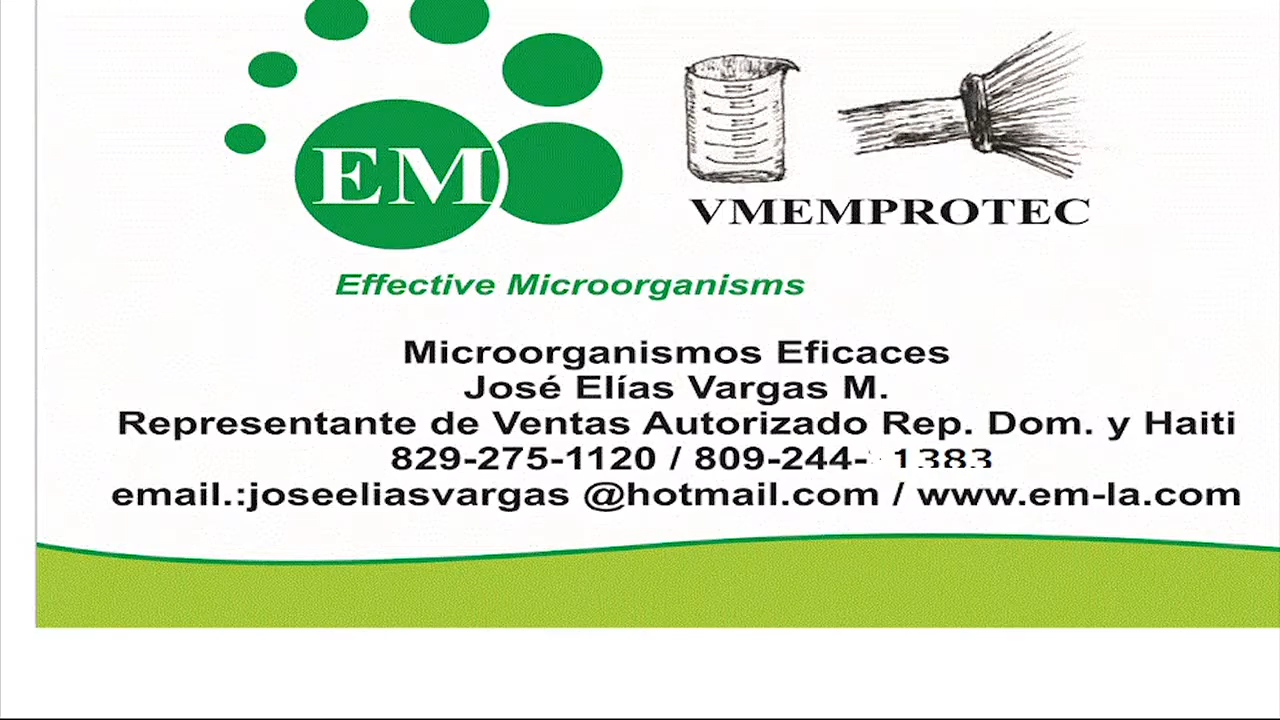 EM
VMEMPROTEC
Effective Microorganisms
Microorganismos Eficaces
José Elías Vargas M.
Representante de Ventas Autorizado Rep. Dom. y Haiti
829-275-1120 / 809-244- 1383
email.:joseeliasvargas @hotmail.com / www.em-la.com